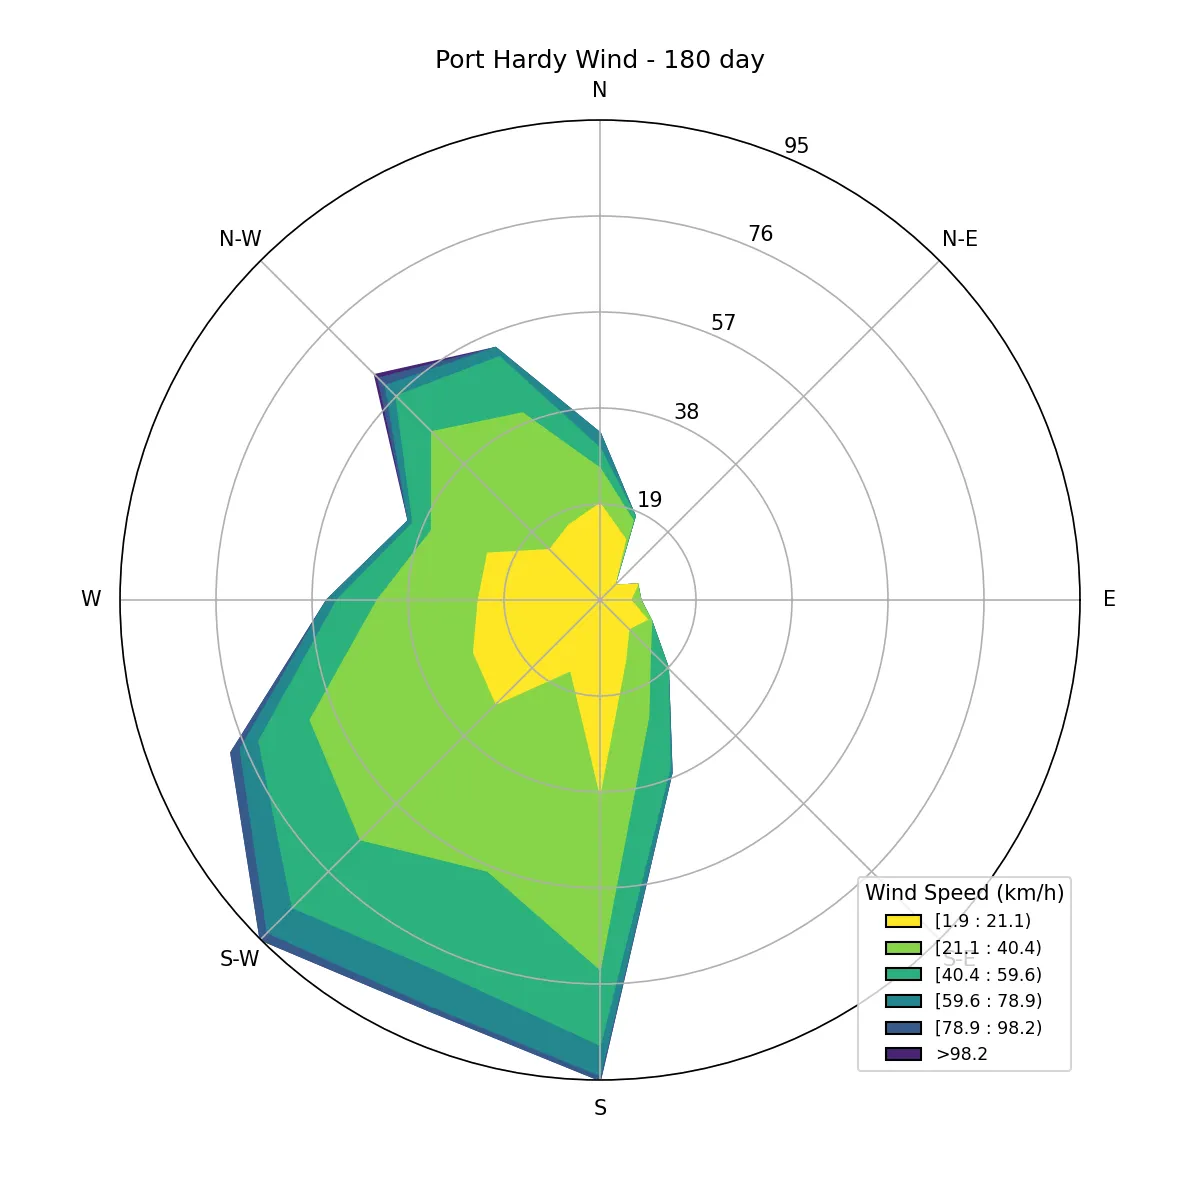 Port Hardy Wind - 180 day
N
95
N-W
76
N-E
57
38
19
W
E
Wind Speed (km/h)
[1.9 : 21.1)
[21.1 : 40.4)
S-W
S-E
[40.4 : 59.6)
[59.6 : 78.9)
[78.9 : 98.2)
>98.2
S